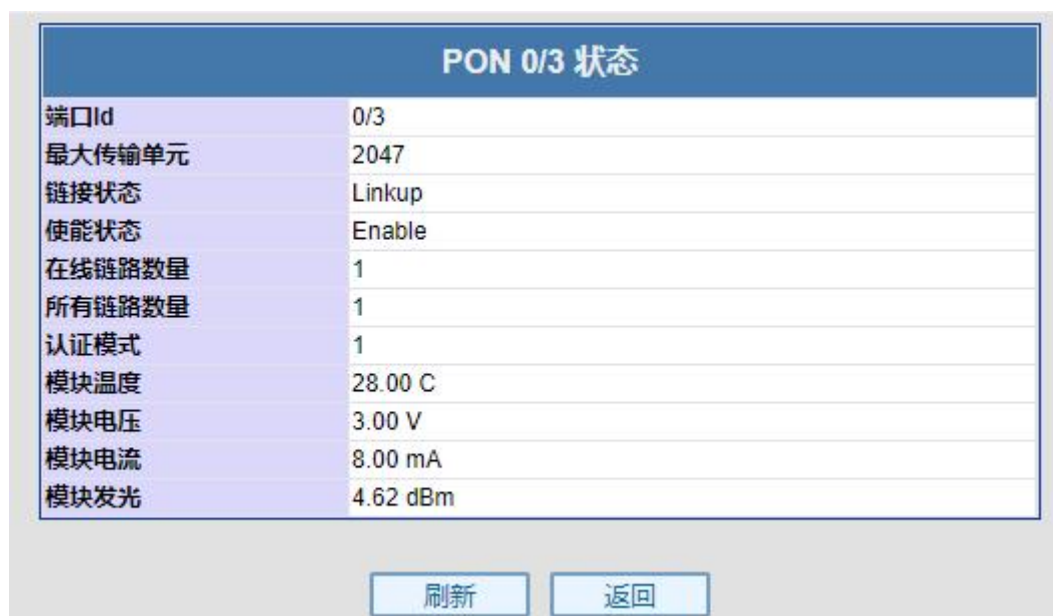 PON 0/3 状态
端口Id 0/3
最大传输单元 2047
链接状态 Linkup
使能状态 Enable
在线链路数量 1
所有链路数量 1
认证模式 1
模块温度 28.00 C
模块电压 3.00 V
模块电流 8.00 mA
模块发光 4.62 dBm
刷新 返回